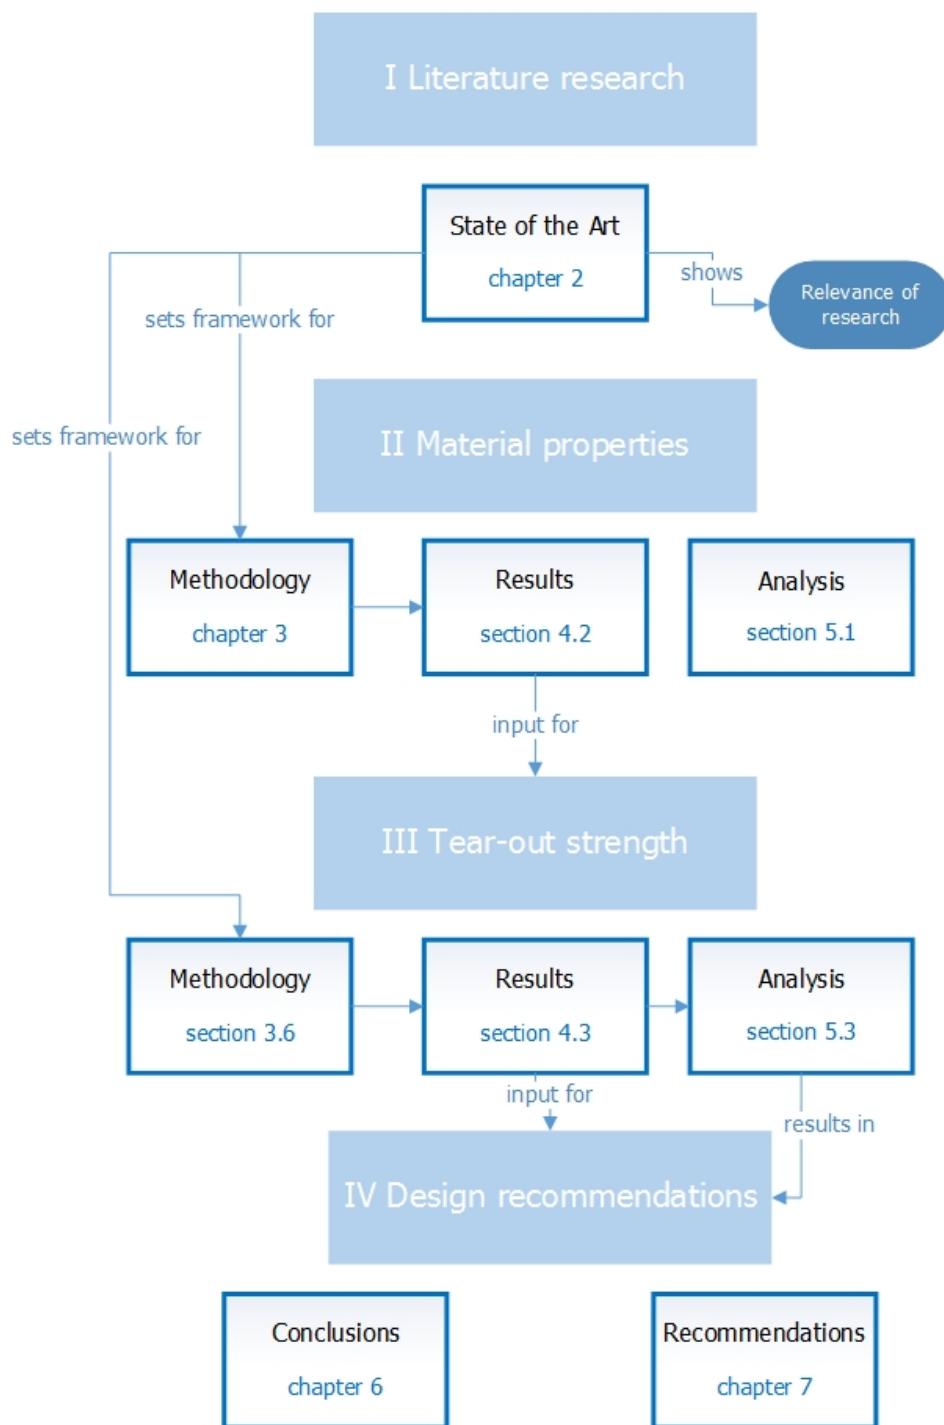 I Literature research
State of the Art
chapter 2
shows
Relevance of
research
sets framework for
sets framework for
II Material properties
Methodology
chapter 3
Results
section 4.2
Analysis
section 5.1
input for
III Tear-out strength
Methodology
section 3.6
Results
section 4.3
Analysis
section 5.3
input for
results in
IV Design recommendations
Conclusions
chapter 6
Recommendations
chapter 7